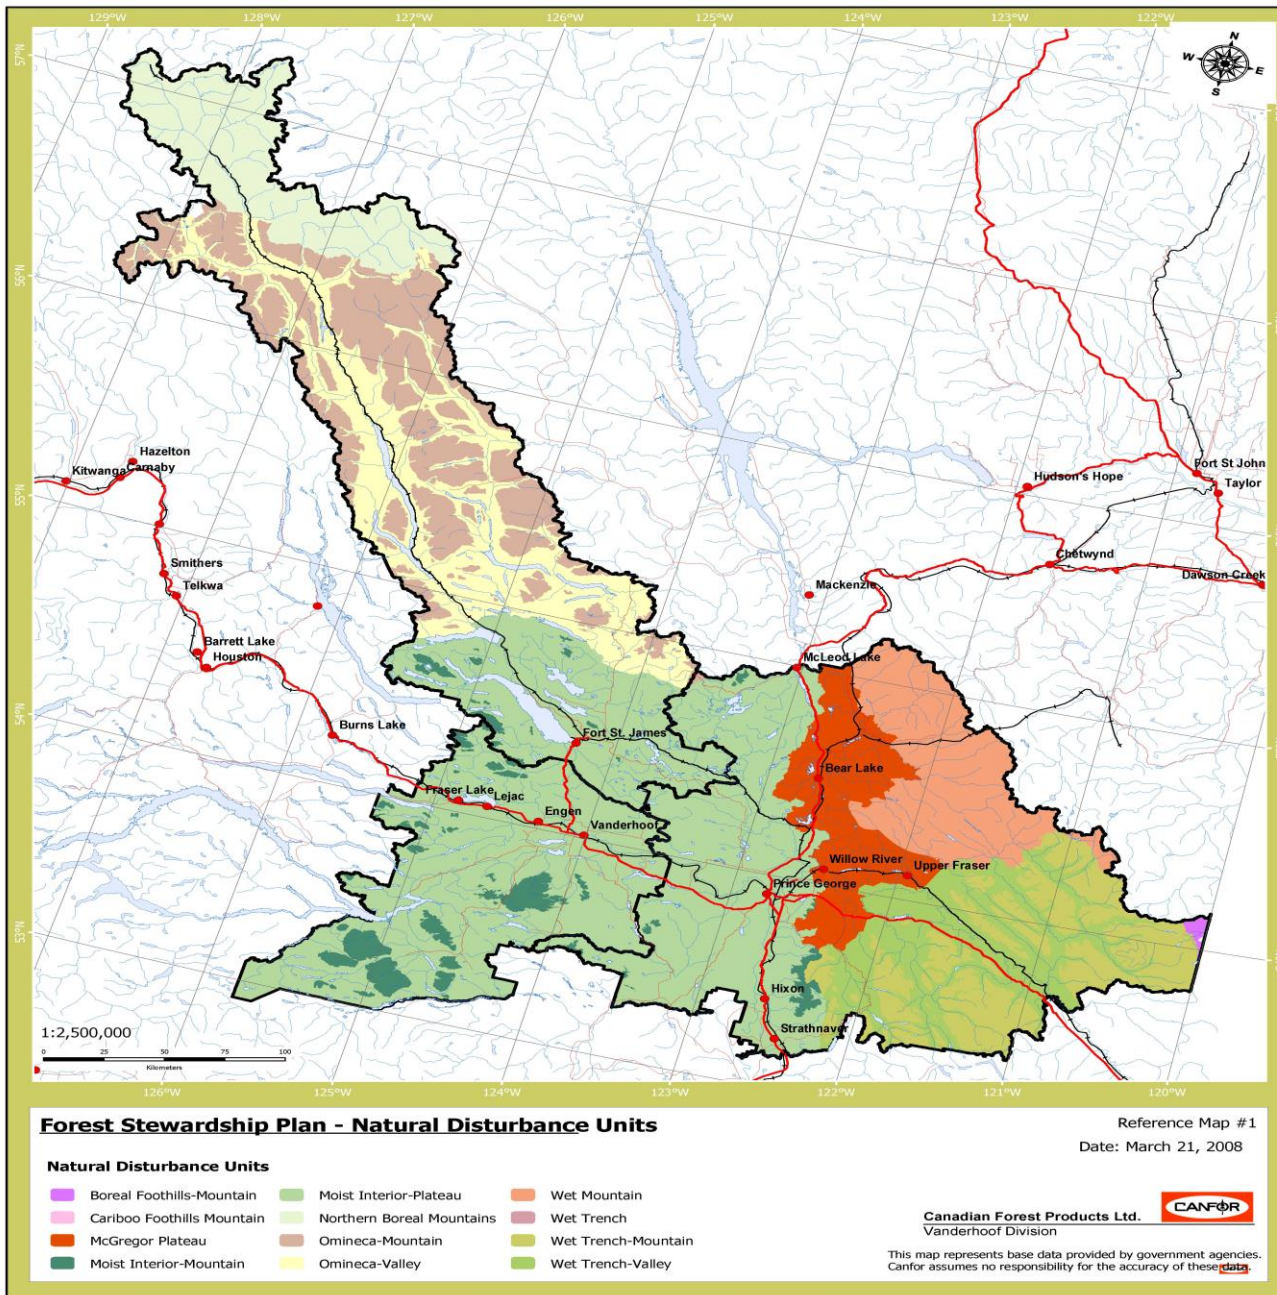 129°W 128°W 127°W 126°W 125°W 124°W 123°W 122°W
57°N
N
W E
S
56°N
55°N
54°N
53°N
Hazelton
Kitwanga
Carnaby
Fort St John
Hudson's Hope
Taylor
Chetwynd
Smithers
Dawson Creek
Telkwa
Mackenzie
Barrett Lake
Houston
McLeod Lake
Burns Lake
Fort St. James
Bear Lake
Fraser Lake
Lejac
Engen
Vanderhoof
Willow River
Upper Fraser
Prince George
Hixon
Strathnaver
1:2,500,000
0 25 50 75 100
Kilometers
126°W 125°W 124°W 123°W 122°W 121°W 120°W
Forest Stewardship Plan - Natural Disturbance Units
Reference Map #1
Date: March 21, 2008
Natural Disturbance Units
Boreal Foothills-Mountain
Cariboo Foothills Mountain
McGregor Plateau
Moist Interior-Mountain
Moist Interior-Plateau
Northern Boreal Mountains
Omineca-Mountain
Omineca-Valley
Wet Mountain
Wet Trench
Wet Trench-Mountain
Wet Trench-Valley
CANFOR
Canadian Forest Products Ltd.
Vanderhoof Division
This map represents base data provided by government agencies.
Canfor assumes no responsibility for the accuracy of these data.